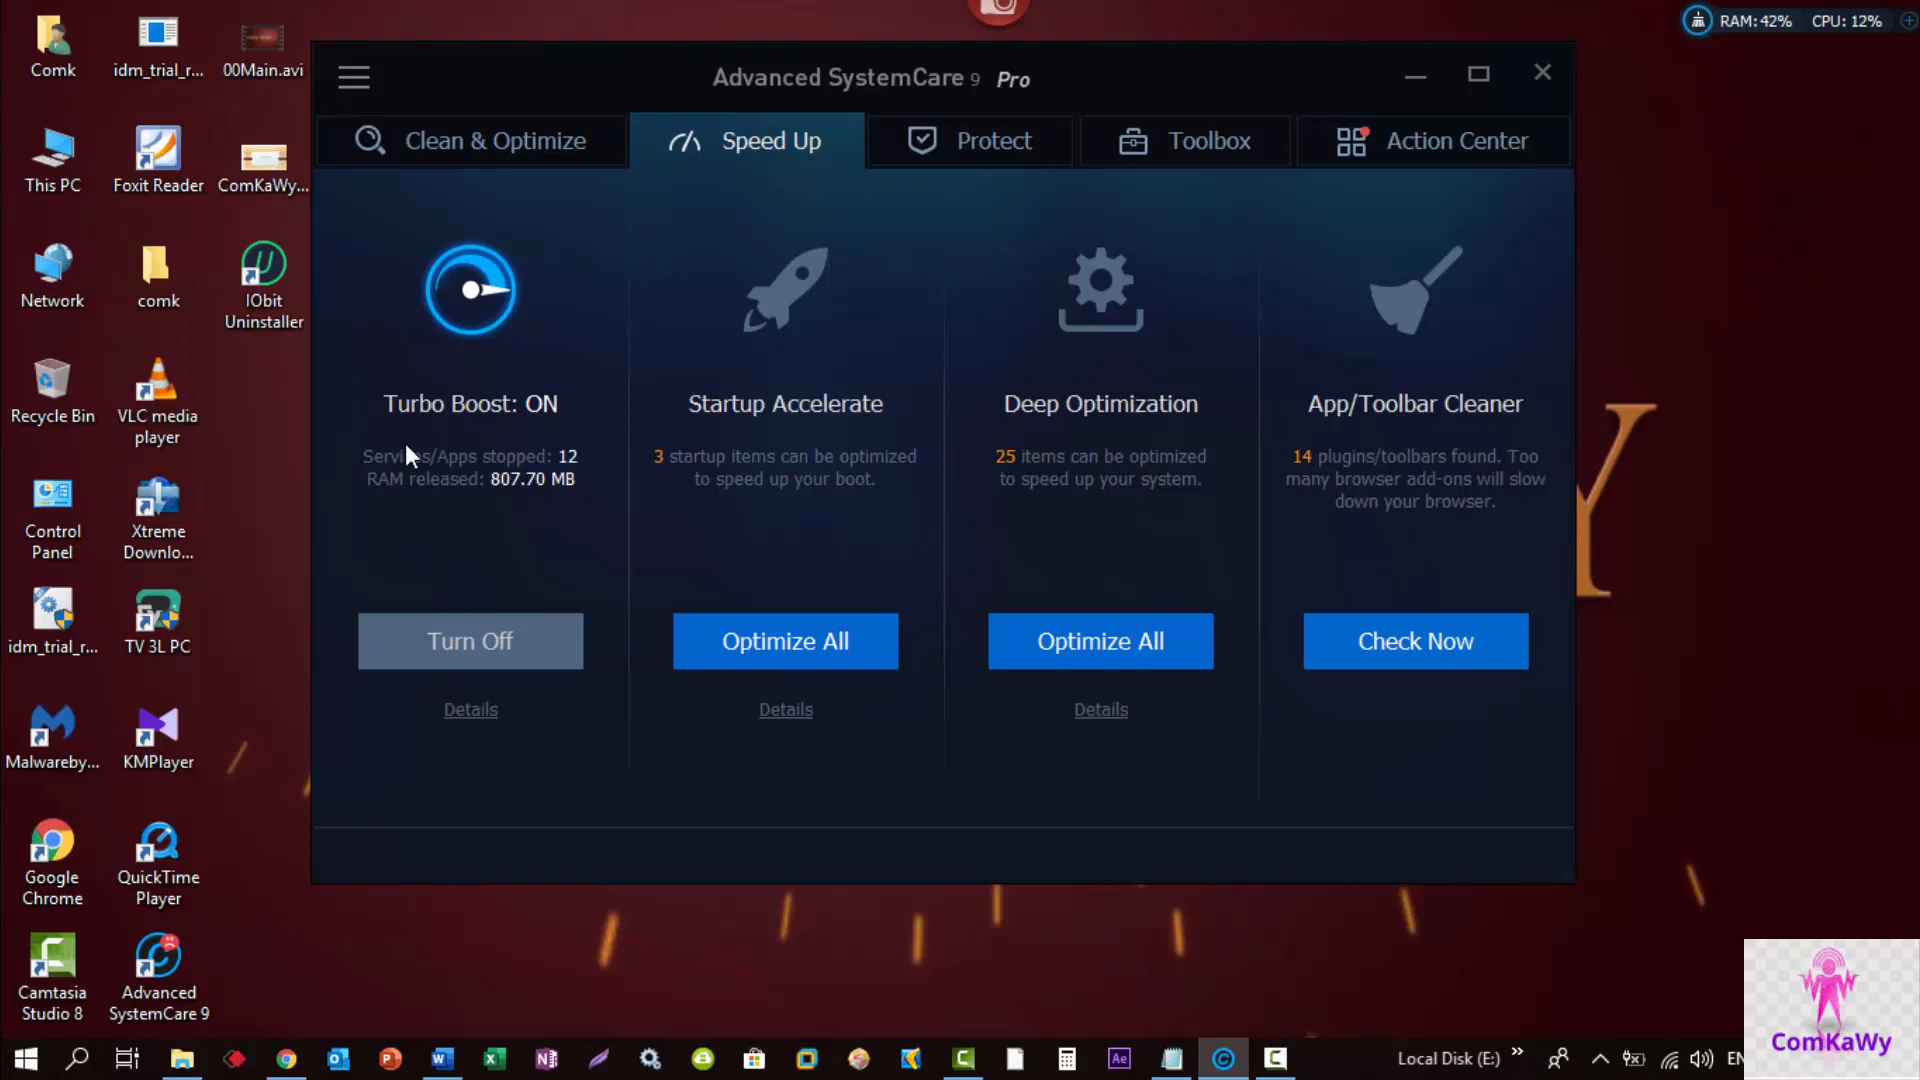 Comk
idm_trial_r...
00Main.avi
This PC
Foxit Reader
ComKaWy...
Network
comk
IObit
Uninstaller
Recycle Bin
VLC media
player
Control
Panel
Xtreme
Downlo...
idm_trial_r...
TV 3L PC
Malwareby...
KMPlayer
Google
Chrome
QuickTime
Player
Camtasia
Studio 8
Advanced
SystemCare 9
RAM:42% CPU: 12%
Advanced SystemCare 9 Pro
Clean & Optimize
Speed Up
Protect
Toolbox
Action Center
Turbo Boost: ON
Services/Apps stopped: 12
RAM released: 807.70 MB
Turn Off
Details
Startup Accelerate
3 startup items can be optimized
to speed up your boot.
Optimize All
Details
Deep Optimization
25 items can be optimized
to speed up your system.
Optimize All
Details
App/Toolbar Cleaner
14 plugins/toolbars found. Too
many browser add-ons will slow
down your browser.
Check Now
Y
ComKaWy
Local Disk (E:)
EN